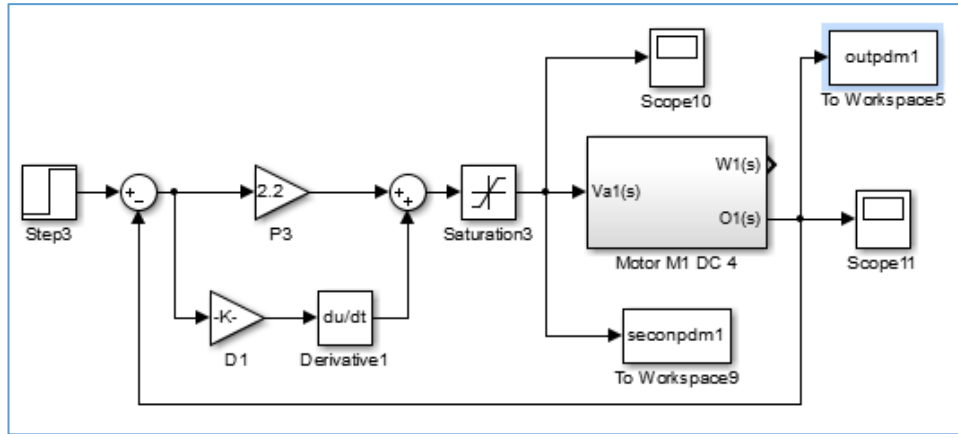 outpdm1
To Workspace5
Scope10
W1(s)
Va1(s)
O1(s)
Motor M1 DC 4
Scope11
Step3
+
−
2.2
P3
+
+
Saturation3
-K-
D1
du/dt
Derivative1
seconpdm1
To Workspace9